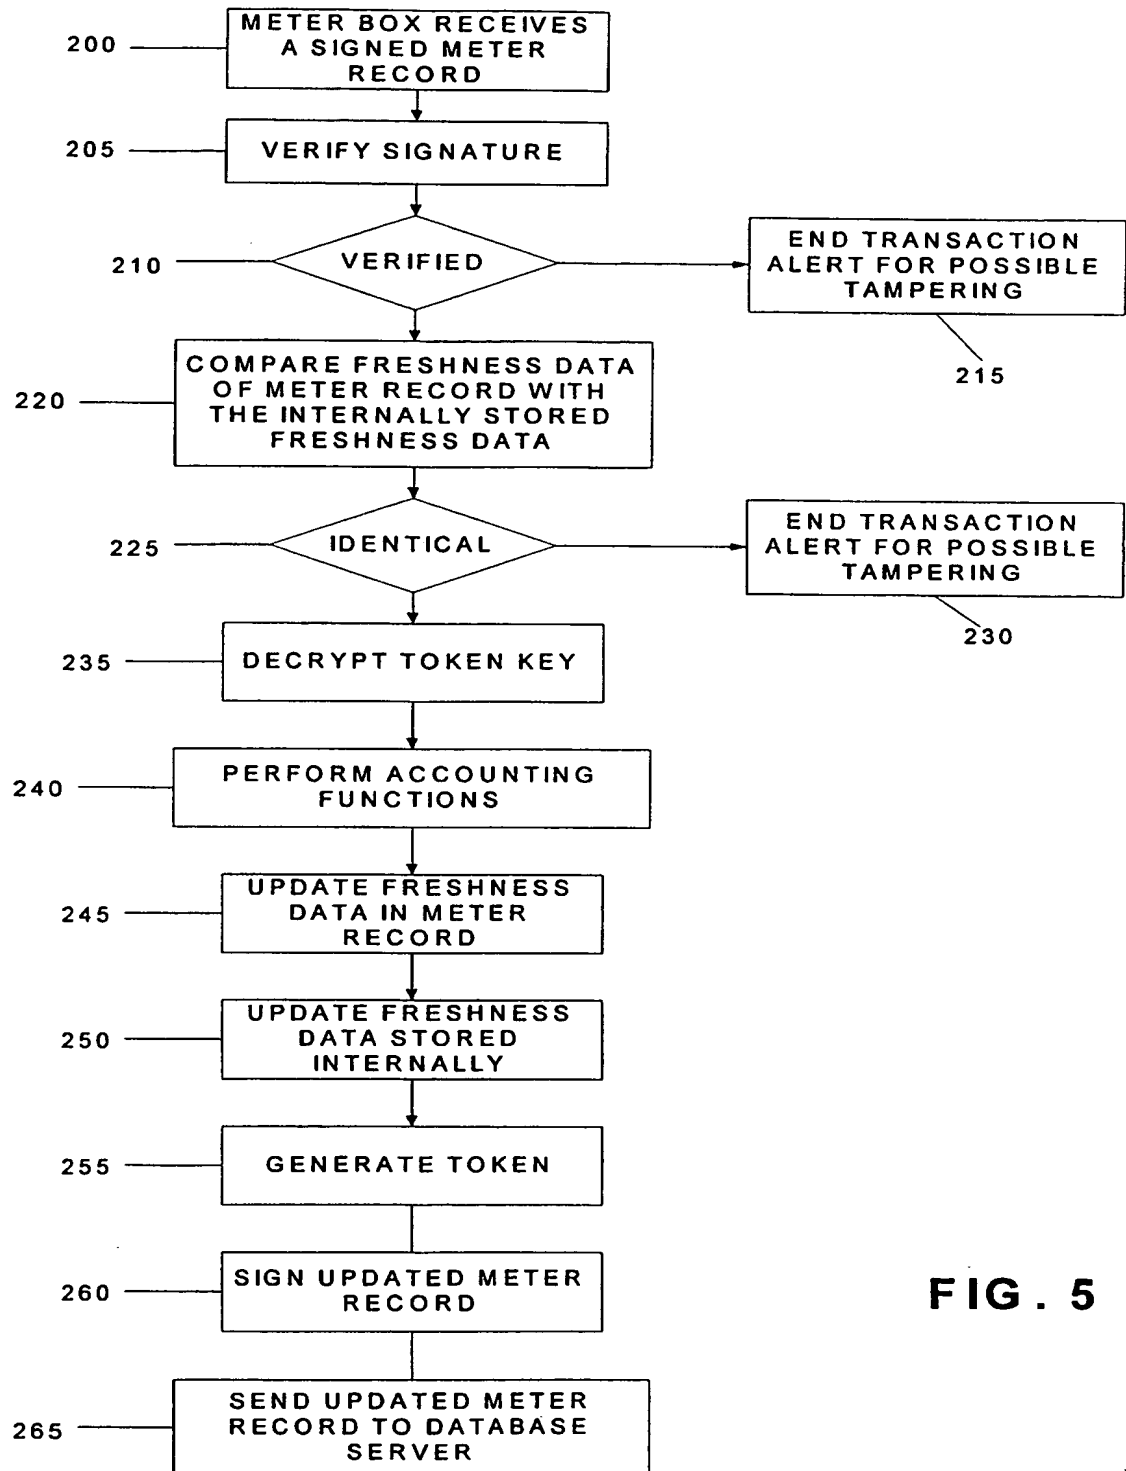 METER BOX RECEIVES
A SIGNED METER
RECORD
200
VERIFY SIGNATURE
205
VERIFIED
210
END TRANSACTION
ALERT FOR POSSIBLE
TAMPERING
215
COMPARE FRESHNESS DATA
OF METER RECORD WITH
THE INTERNALLY STORED
FRESHNESS DATA
220
IDENTICAL
225
END TRANSACTION
ALERT FOR POSSIBLE
TAMPERING
230
DECRYPT TOKEN KEY
235
PERFORM ACCOUNTING
FUNCTIONS
240
UPDATE FRESHNESS
DATA IN METER
RECORD
245
UPDATE FRESHNESS
DATA STORED
INTERNALLY
250
GENERATE TOKEN
255
SIGN UPDATED METER
RECORD
260
FIG. 5
SEND UPDATED METER
RECORD TO DATABASE
SERVER
265